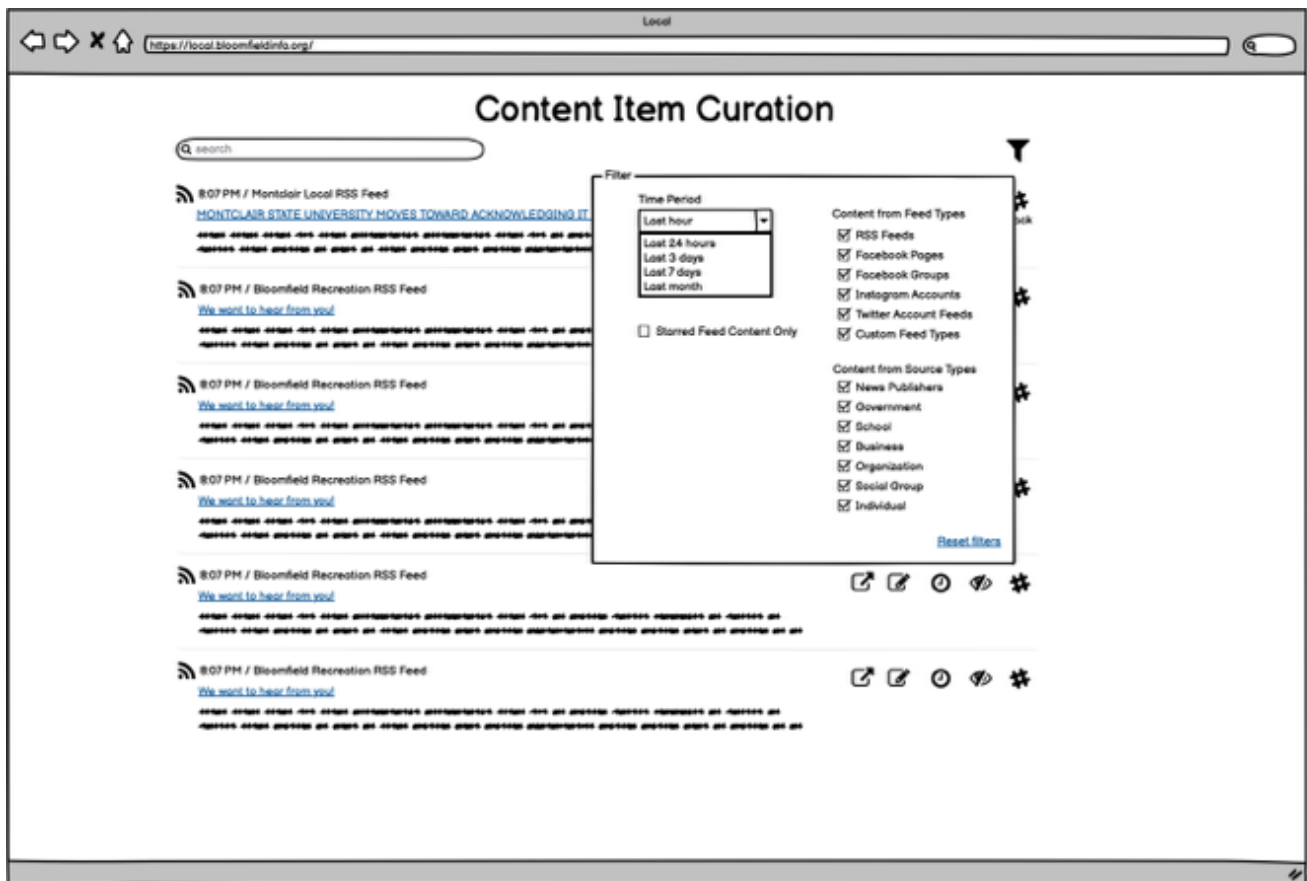 Local
https://local.bloomfieldinfo.org/
Content Item Curation
search
8:07 PM / Montclair Local RSS Feed
MONTCLAIR STATE UNIVERSITY MOVES TOWARD ACKNOWLEDGING IT
8:07 PM / Bloomfield Recreation RSS Feed
We want to hear from you!
8:07 PM / Bloomfield Recreation RSS Feed
We want to hear from you!
8:07 PM / Bloomfield Recreation RSS Feed
We want to hear from you!
8:07 PM / Bloomfield Recreation RSS Feed
We want to hear from you!
8:07 PM / Bloomfield Recreation RSS Feed
We want to hear from you!
Filter
Time Period
Last hour
Last 24 hours
Last 3 days
Last 7 days
Last month
Starred Feed Content Only
Content from Feed Types
RSS Feeds
Facebook Pages
Facebook Groups
Instagram Accounts
Twitter Account Feeds
Custom Feed Types
Content from Source Types
News Publishers
Government
School
Business
Organization
Social Group
Individual
Reset filters